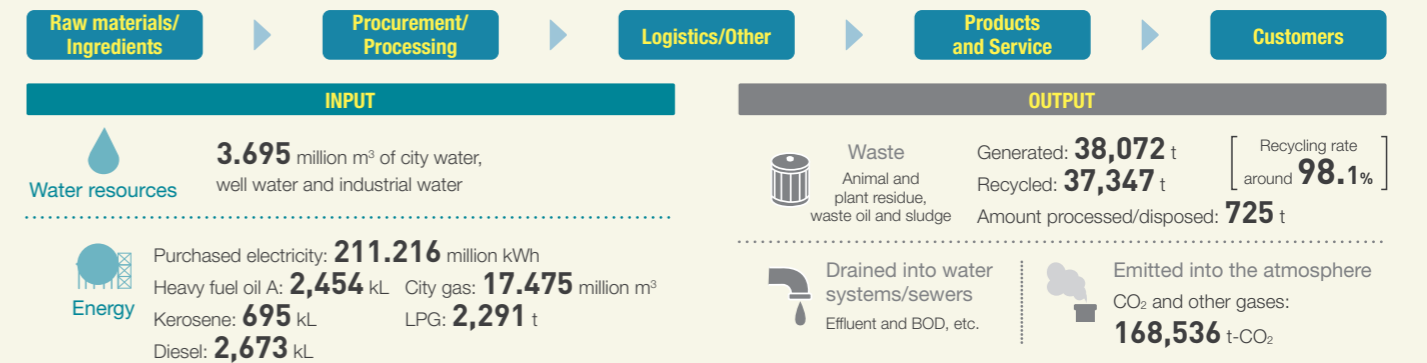 Raw materials/
Ingredients
Procurement/
Processing
Logistics/Other
Products
and Service
Customers
INPUT
Water resources
3.695 million m³ of city water,
well water and industrial water
Energy
Purchased electricity: 211.216 million kWh
Heavy fuel oil A: 2,454 kL City gas: 17.475 million m³
Kerosene: 695 kL LPG: 2,291 t
Diesel: 2,673 kL
OUTPUT
Waste
Animal and
plant residue,
waste oil and sludge
Generated: 38,072 t
Recycled: 37,347 t
Amount processed/disposed: 725 t
Recycling rate
around 98.1%
Drained into water
systems/sewers
Effluent and BOD, etc.
Emitted into the atmosphere
CO₂ and other gases:
168,536 t-CO₂